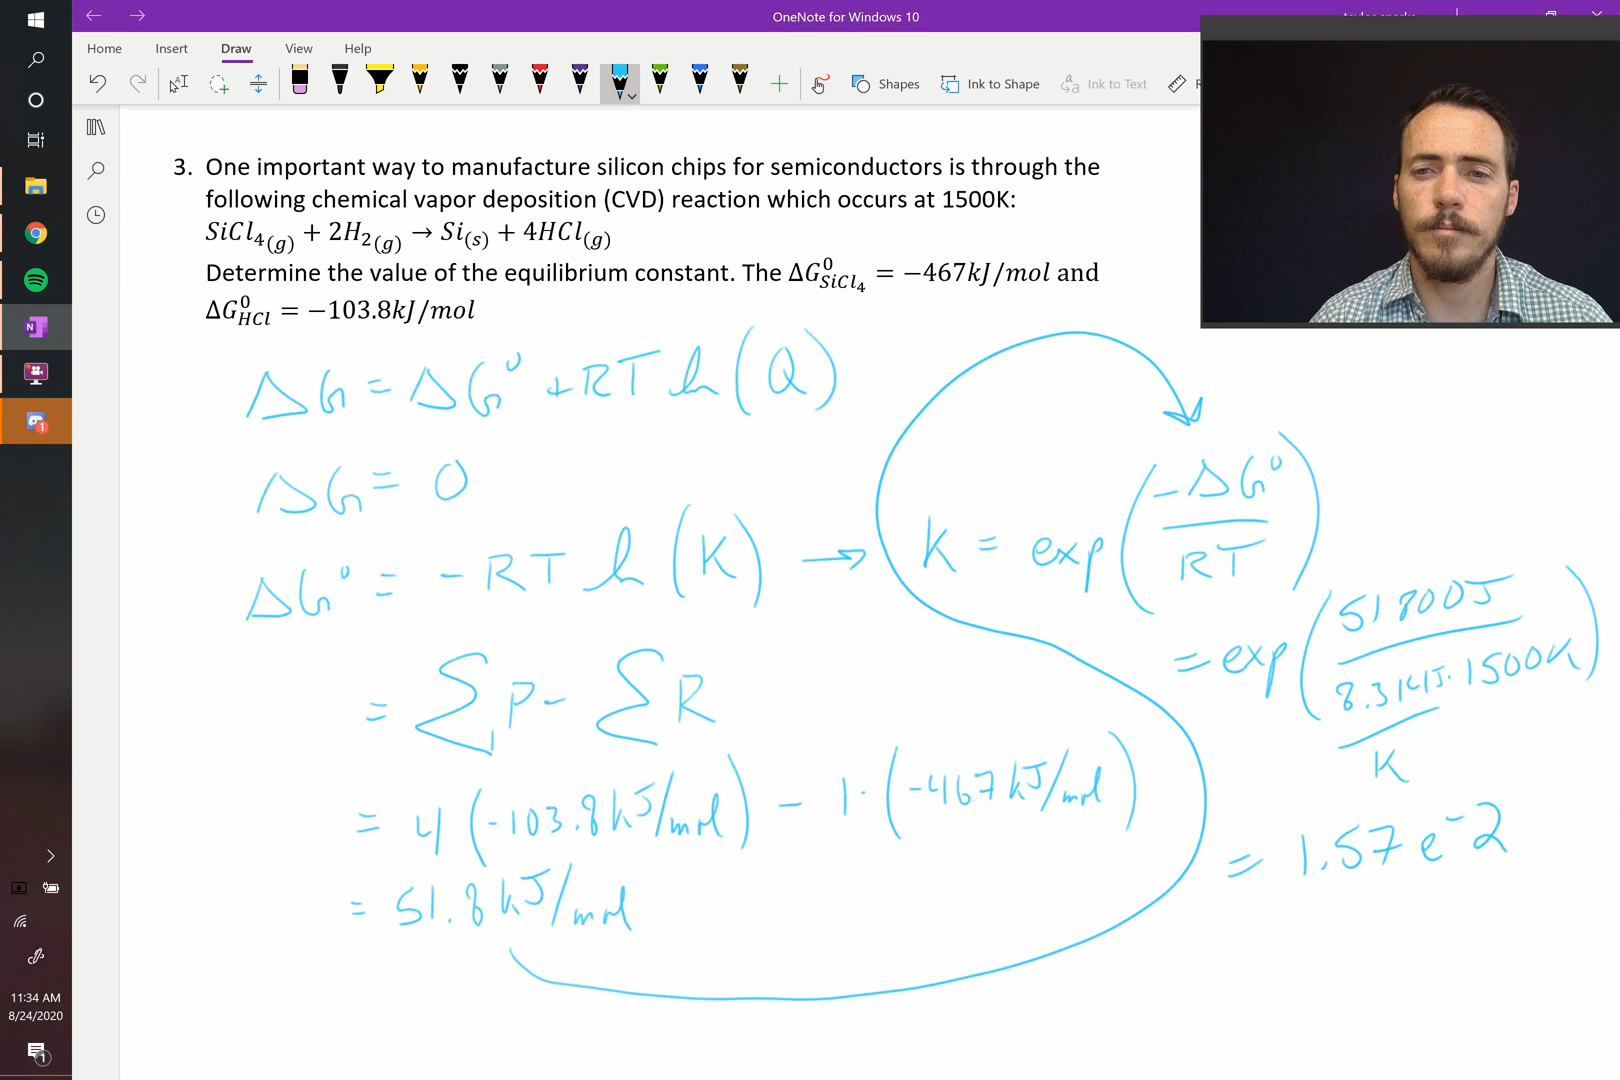 OneNote for Windows 10
Home Insert Draw View Help
Shapes Ink to Shape Ink to Text
3. One important way to manufacture silicon chips for semiconductors is through the
following chemical vapor deposition (CVD) reaction which occurs at 1500K:
SiCl₄(g) + 2H₂(g) → Si(s) + 4HCl(g)
Determine the value of the equilibrium constant. The ΔG⁰SiCl₄ = −467kJ/mol and
ΔG⁰HCl = −103.8kJ/mol
ΔG = ΔG⁰ + RT ln(Q)
ΔG = 0
ΔG⁰ = -RT ln(K) → K = exp(-ΔG⁰/RT)
= exp(51800J / 8.314J/K · 1500K)
= ΣP - ΣR
= 4(-103.8kJ/mol) - 1·(-467kJ/mol)
= 1.57e⁻2
= 51.8kJ/mol
11:34 AM
8/24/2020
1